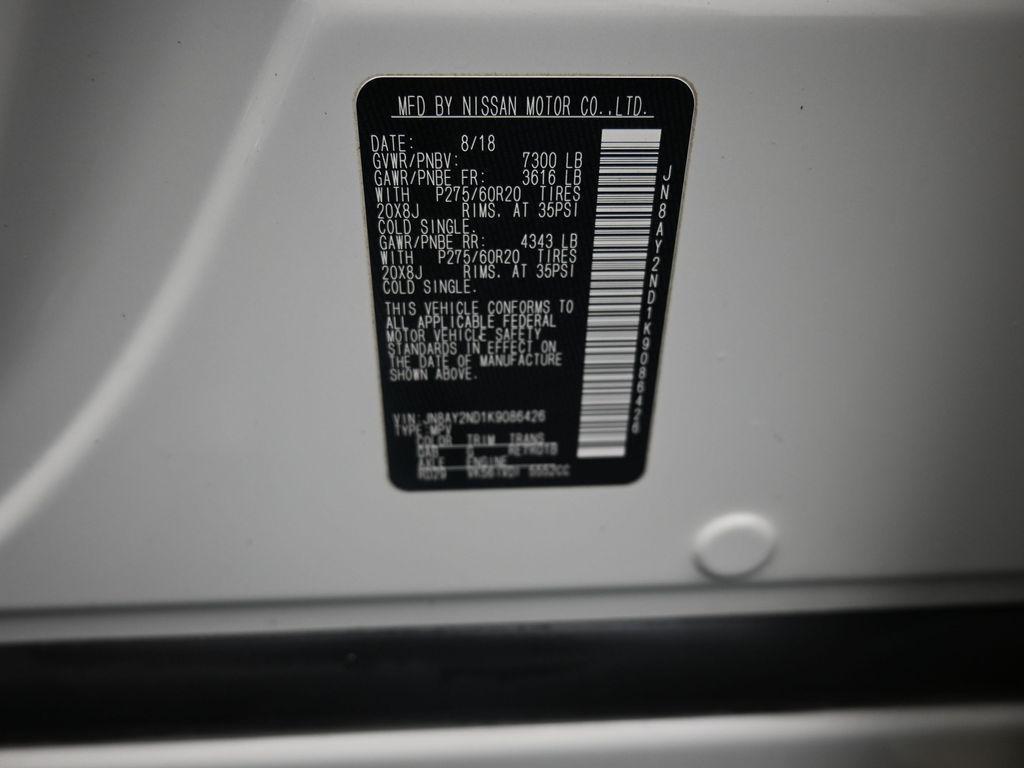 MFD BY NISSAN MOTOR CO.,LTD.
DATE: 8/18
GVWR/PNBV: 7300 LB
GAWR/PNBE FR: 3616 LB
WITH P275/60R20 TIRES
20X8J RIMS. AT 35PSI
COLD SINGLE.
GAWR/PNBE RR: 4343 LB
WITH P275/60R20 TIRES
20X8J RIMS. AT 35PSI
COLD SINGLE.
THIS VEHICLE CONFORMS TO
ALL APPLICABLE FEDERAL
MOTOR VEHICLE SAFETY
STANDARDS IN EFFECT ON
THE DATE OF MANUFACTURE
SHOWN ABOVE.
VIN:JN8AY2ND1K9086426
TYPE:MPV
COLOR TRIM TRANS
QAB G
AXLE ENGINE
5552CC
JN8AY2ND1K9086426